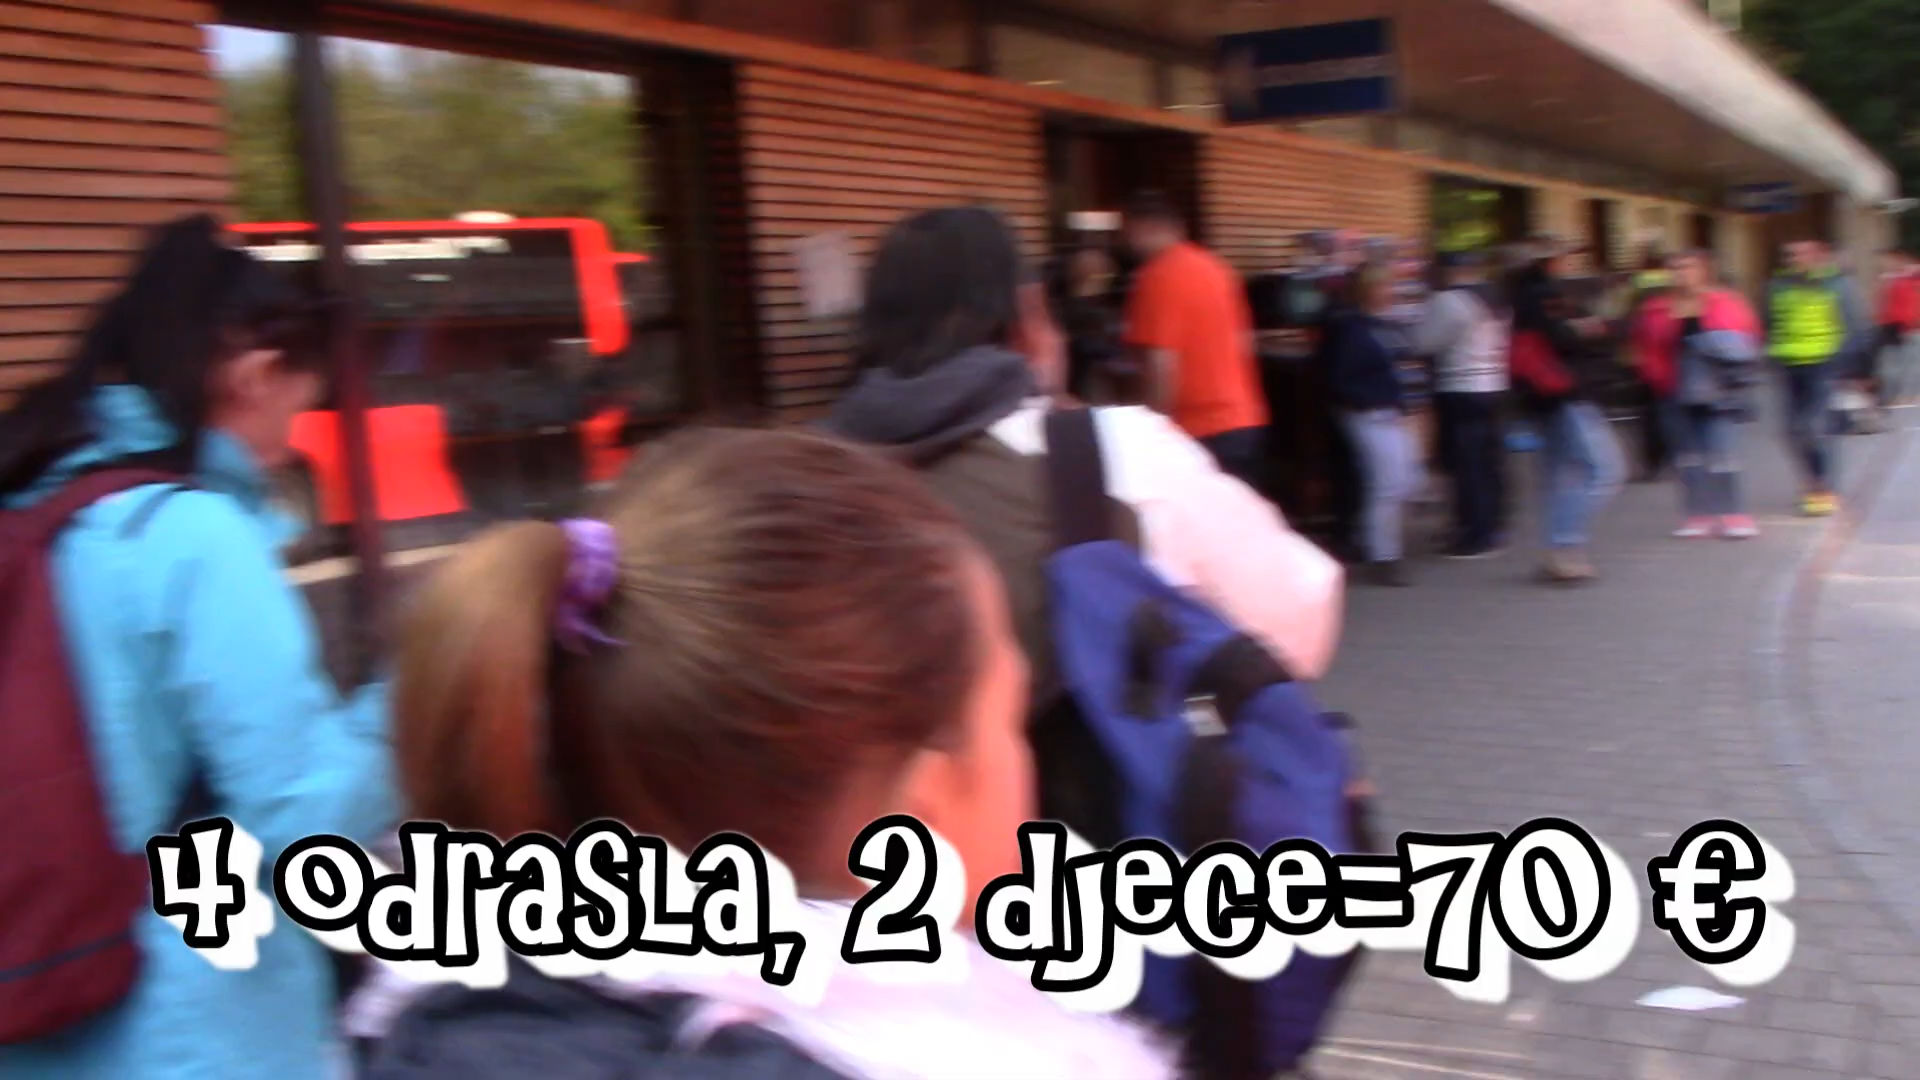 4 odrasla, 2 djece=70 €